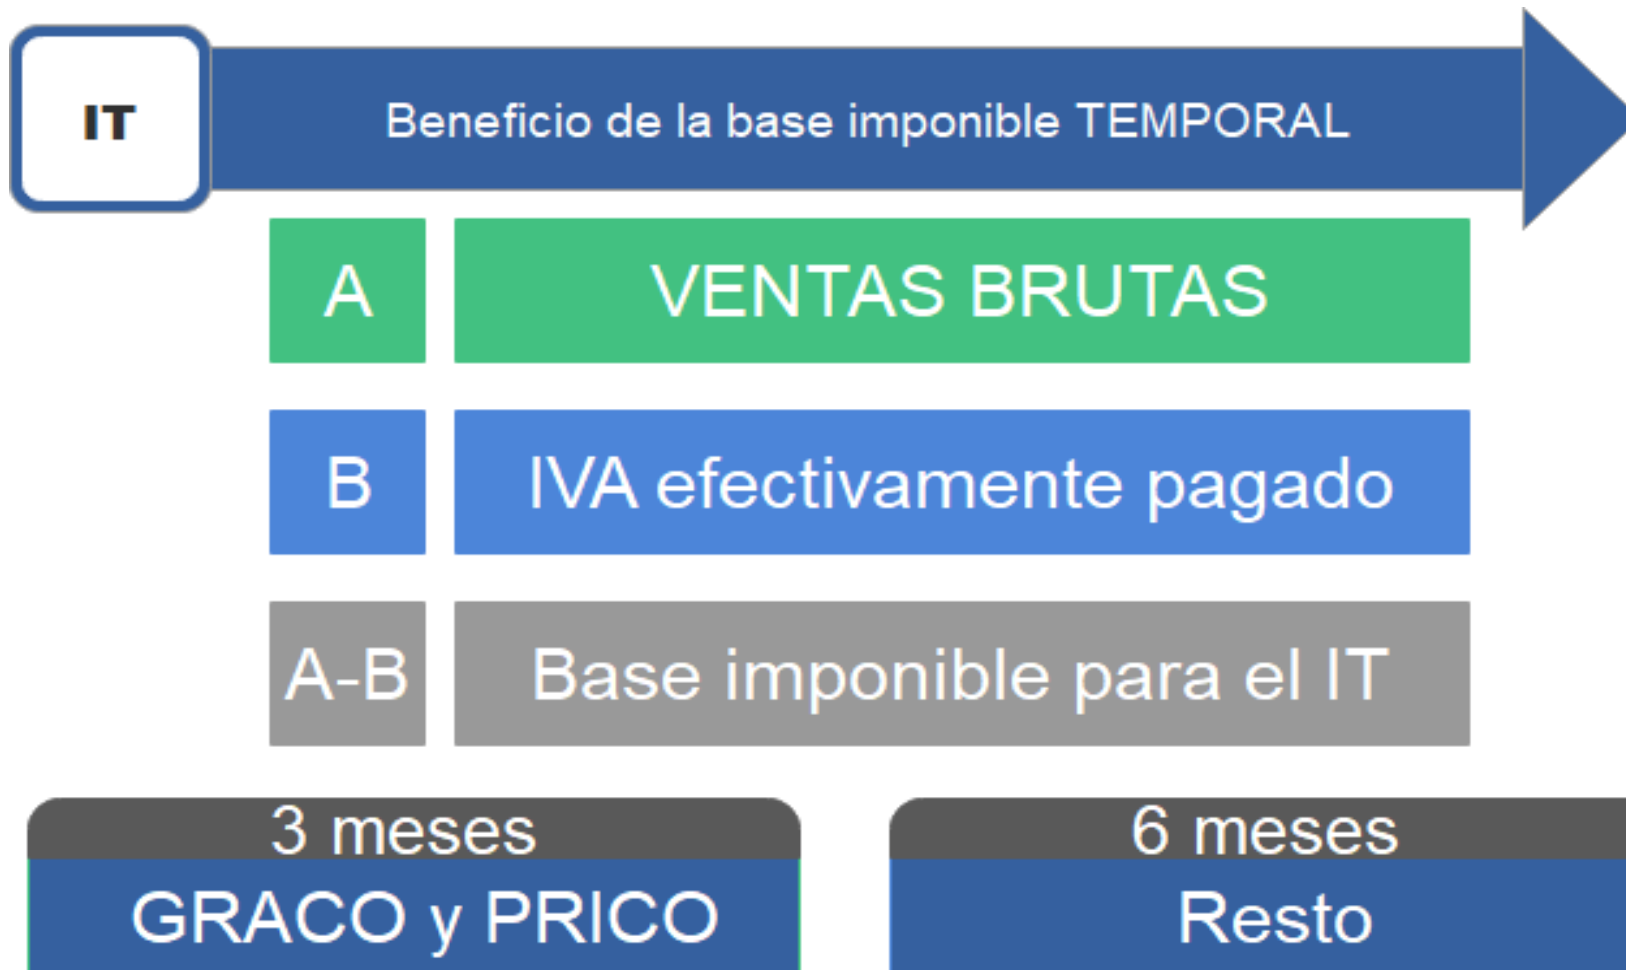 IT
Beneficio de la base imponible TEMPORAL
A
VENTAS BRUTAS
B
IVA efectivamente pagado
A-B
Base imponible para el IT
3 meses
GRACO y PRICO
6 meses
Resto